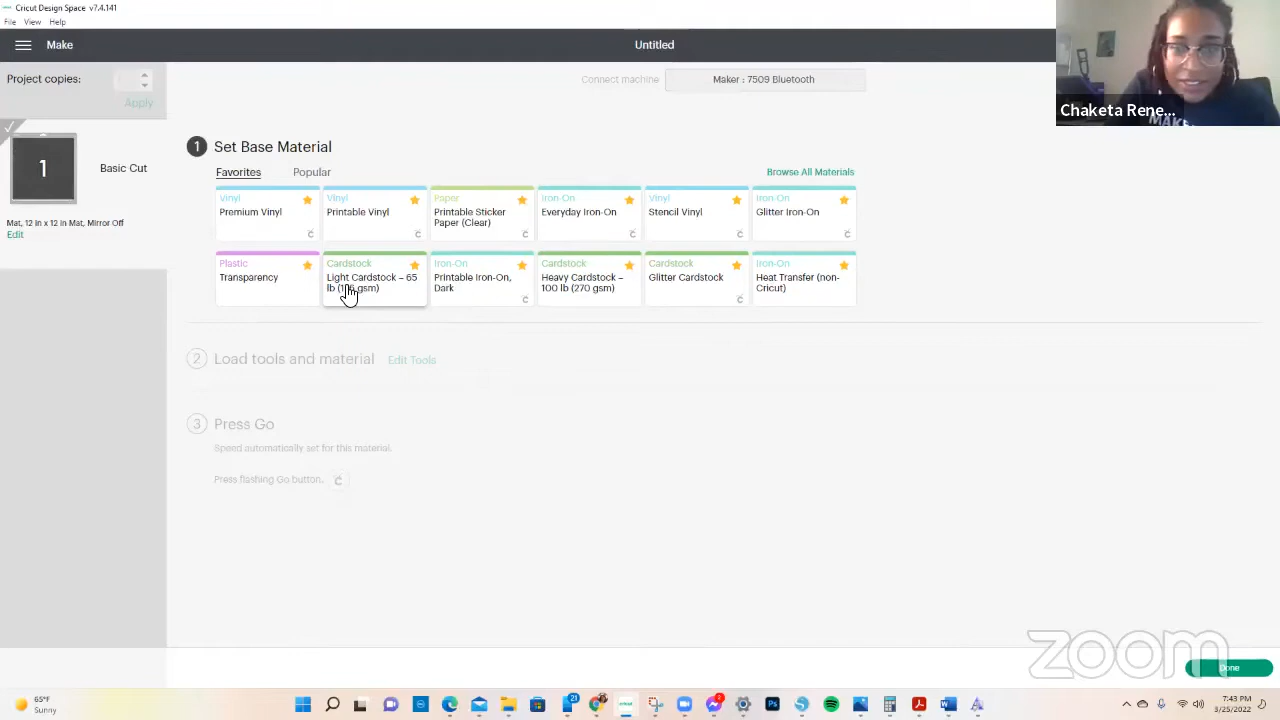 Cricut Design Space v7.4.141
File View Help
Make
Untitled
Project copies:
1
Apply
Connect machine
Maker : 7509 Bluetooth
1
Basic Cut
Mat, 12 in x 12 in Mat, Mirror Off
Edit
1 Set Base Material
Favorites
Popular
Browse All Materials
Vinyl
Premium Vinyl
Vinyl
Printable Vinyl
Paper
Printable Sticker
Paper (Clear)
Iron-On
Everyday Iron-On
Vinyl
Stencil Vinyl
Iron-On
Glitter Iron-On
Plastic
Transparency
Cardstock
Light Cardstock – 65
lb gsm)
Iron-On
Printable Iron-On,
Dark
Cardstock
Heavy Cardstock –
100 lb (270 gsm)
Cardstock
Glitter Cardstock
Iron-On
Heat Transfer (non-
Cricut)
2 Load tools and material
Edit Tools
3 Press Go
Speed automatically set for this material.
Press flashing Go button.
Chaketa Rene...
zoom
Done
65°F
Sunny
21
2
7:43 PM
3/25/2022